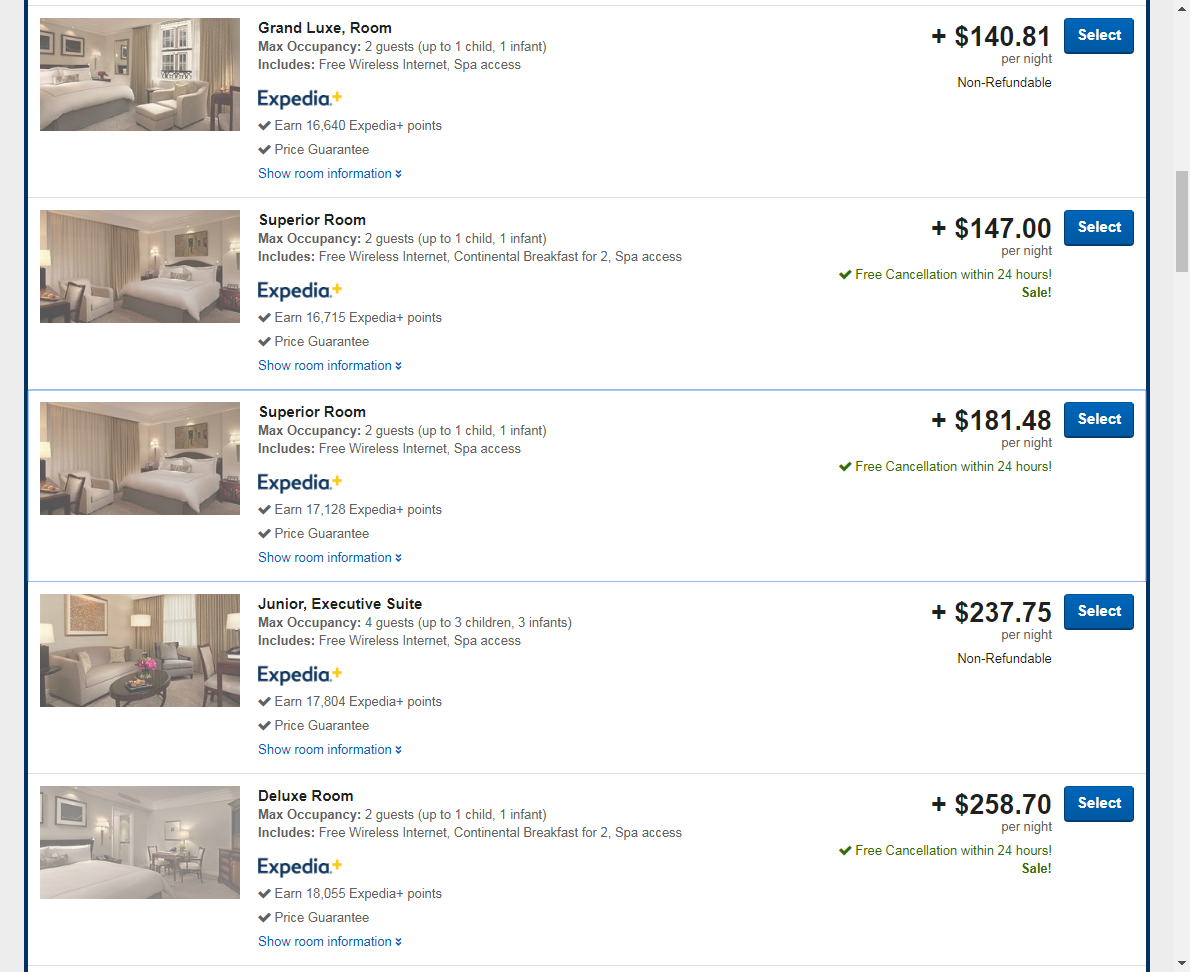 Grand Luxe, Room
Max Occupancy: 2 guests (up to 1 child, 1 infant)
Includes: Free Wireless Internet, Spa access
Expedia+
Earn 16,640 Expedia+ points
Price Guarantee
Show room information
+ $140.81
per night
Non-Refundable
Select
Superior Room
Max Occupancy: 2 guests (up to 1 child, 1 infant)
Includes: Free Wireless Internet, Continental Breakfast for 2, Spa access
Expedia+
Earn 16,715 Expedia+ points
Price Guarantee
Show room information
+ $147.00
per night
Free Cancellation within 24 hours!
Sale!
Select
Superior Room
Max Occupancy: 2 guests (up to 1 child, 1 infant)
Includes: Free Wireless Internet, Spa access
Expedia+
Earn 17,128 Expedia+ points
Price Guarantee
Show room information
+ $181.48
per night
Free Cancellation within 24 hours!
Select
Junior, Executive Suite
Max Occupancy: 4 guests (up to 3 children, 3 infants)
Includes: Free Wireless Internet, Spa access
Expedia+
Earn 17,804 Expedia+ points
Price Guarantee
Show room information
+ $237.75
per night
Non-Refundable
Select
Deluxe Room
Max Occupancy: 2 guests (up to 1 child, 1 infant)
Includes: Free Wireless Internet, Continental Breakfast for 2, Spa access
Expedia+
Earn 18,055 Expedia+ points
Price Guarantee
Show room information
+ $258.70
per night
Free Cancellation within 24 hours!
Sale!
Select